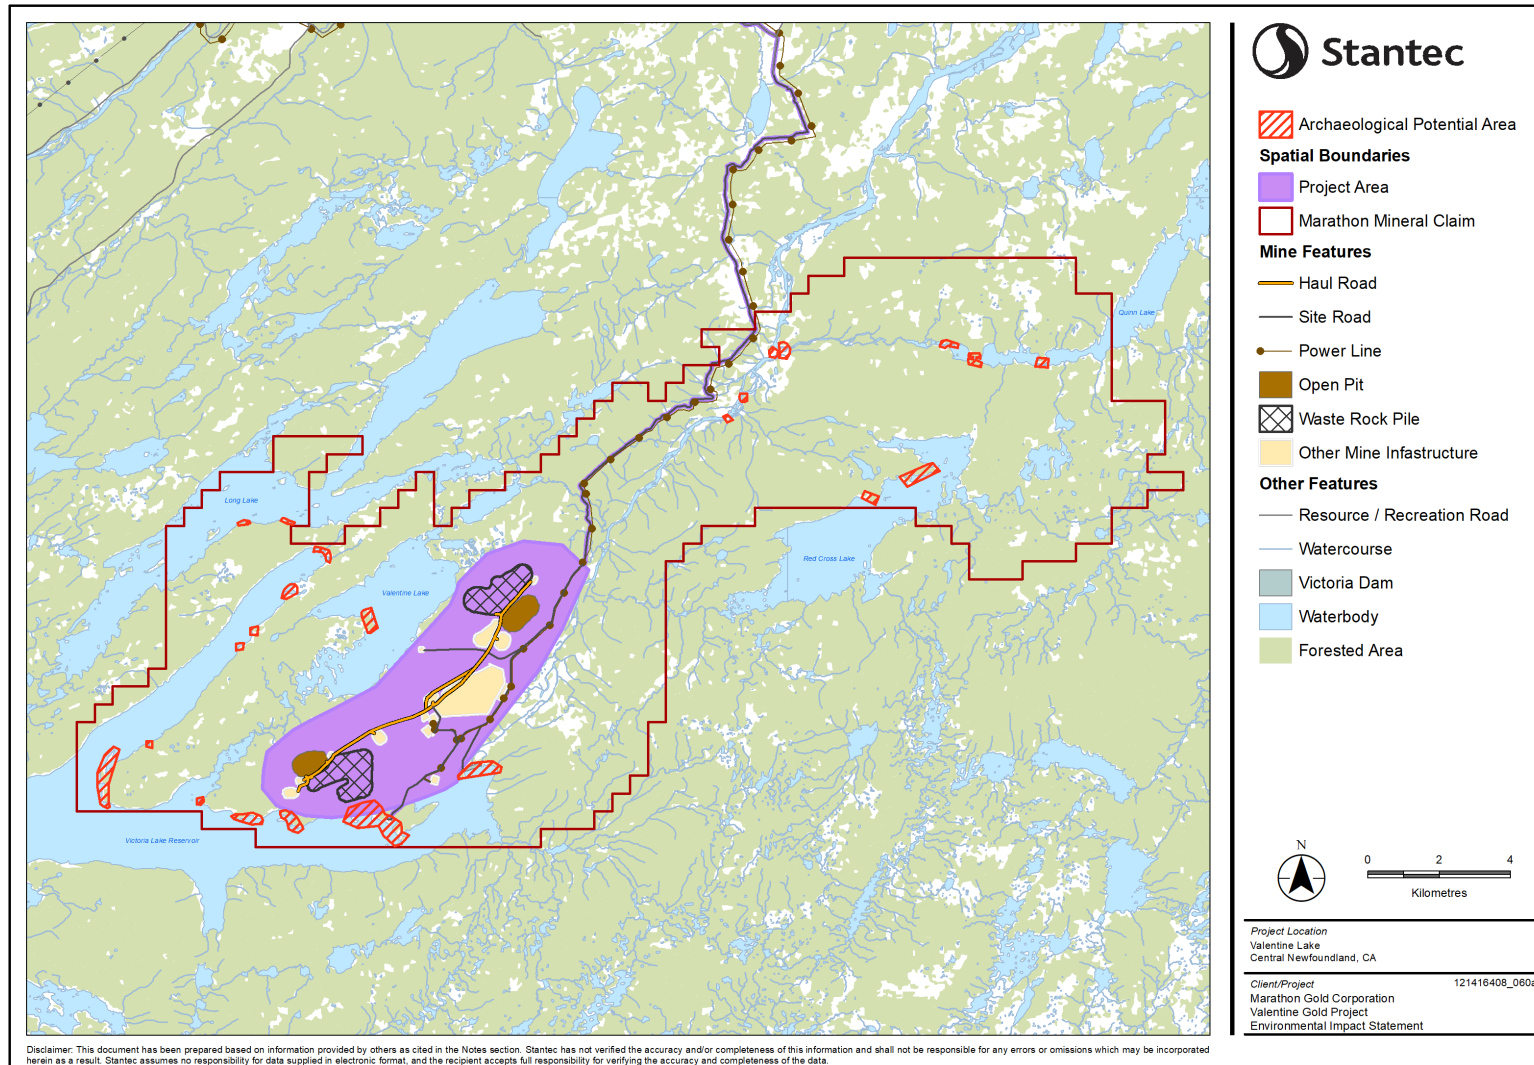 Stantec
Archaeological Potential Area
Spatial Boundaries
Project Area
Marathon Mineral Claim
Mine Features
Haul Road
Site Road
Power Line
Open Pit
Waste Rock Pile
Other Mine Infastructure
Other Features
Resource / Recreation Road
Watercourse
Victoria Dam
Waterbody
Forested Area
Quinn Lake
Long Lake
Red Cross Lake
Valentine Lake
Victoria Lake Reservoir
N
0 2 4
Kilometres
Project Location
Valentine Lake
Central Newfoundland, CA
Client/Project 121416408_060a
Marathon Gold Corporation
Valentine Gold Project
Environmental Impact Statement
Disclaimer: This document has been prepared based on information provided by others as cited in the Notes section. Stantec has not verified the accuracy and/or completeness of this information and shall not be responsible for any errors or omissions which may be incorporated
herein as a result. Stantec assumes no responsibility for data supplied in electronic format, and the recipient accepts full responsibility for verifying the accuracy and completeness of the data.